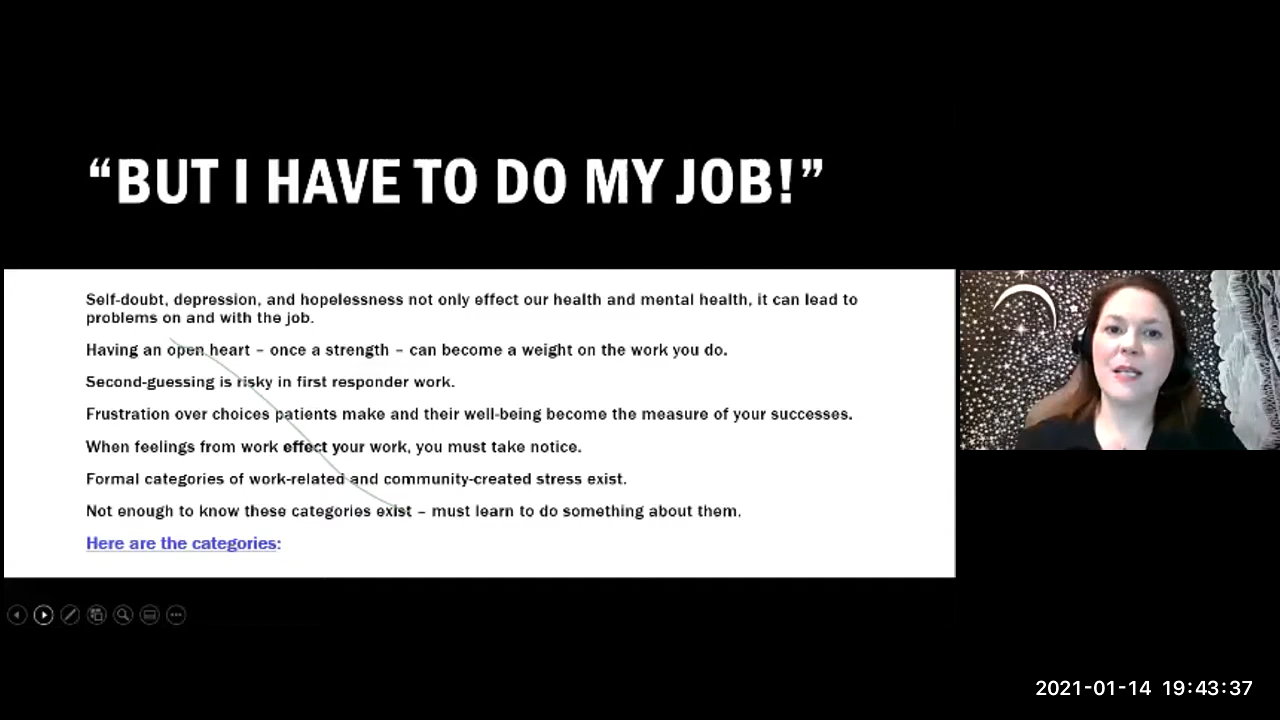 “BUT I HAVE TO DO MY JOB!”
Self-doubt, depression, and hopelessness not only effect our health and mental health, it can lead to
problems on and with the job.
Having an open heart – once a strength – can become a weight on the work you do.
Second-guessing is risky in first responder work.
Frustration over choices patients make and their well-being become the measure of your successes.
When feelings from work effect your work, you must take notice.
Formal categories of work-related and community-created stress exist.
Not enough to know these categories exist – must learn to do something about them.
Here are the categories:
2021-01-14 19:43:37